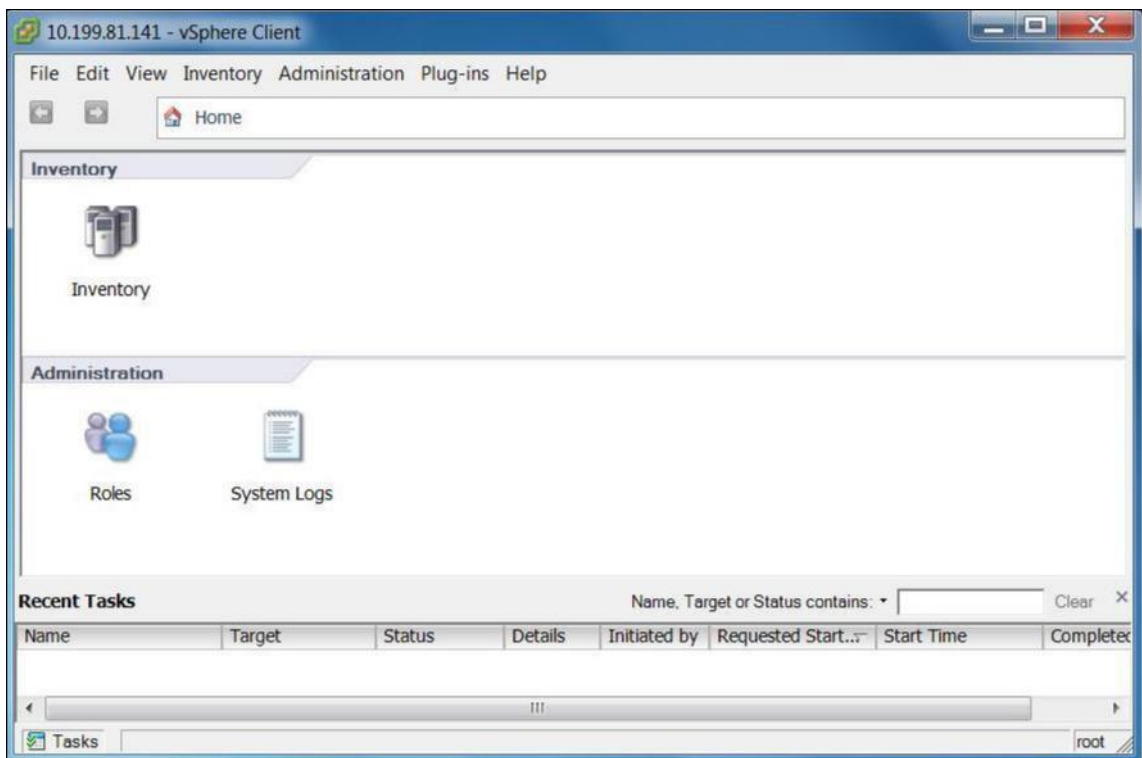 10.199.81.141 - vSphere Client
File Edit View Inventory Administration Plug-ins Help
Home
Inventory
Inventory
Administration
Roles System Logs
Recent Tasks Name, Target or Status contains: Clear
Name Target Status Details Initiated by Requested Start... Start Time Completed
Tasks root